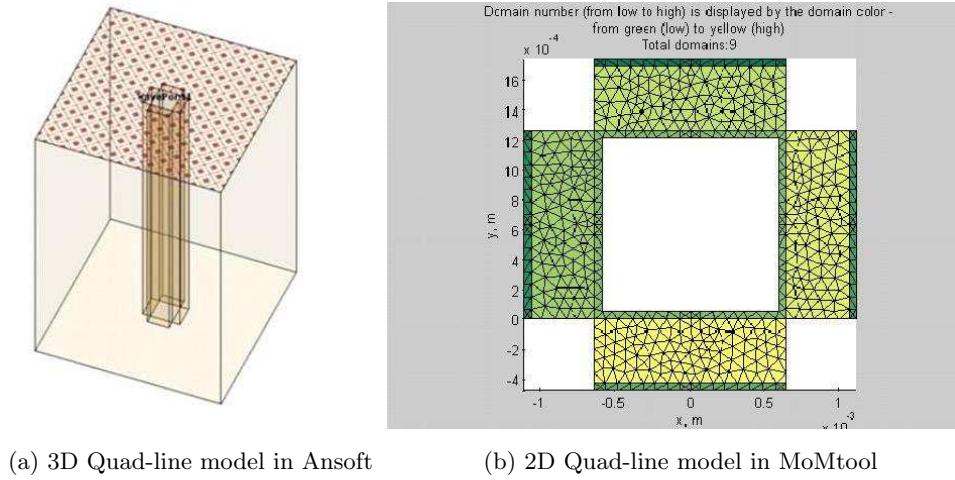 Domain number (from low to high) is displayed by the domain color -
from green (low) to yellow (high)
Total domains:9
x 10⁻⁴
16
14
12
10
8
6
4
2
0
-2
-4
y, m
-1
-0.5
0
0.5
1
x, m
x 10⁻³
(a) 3D Quad-line model in Ansoft
(b) 2D Quad-line model in MoMtool